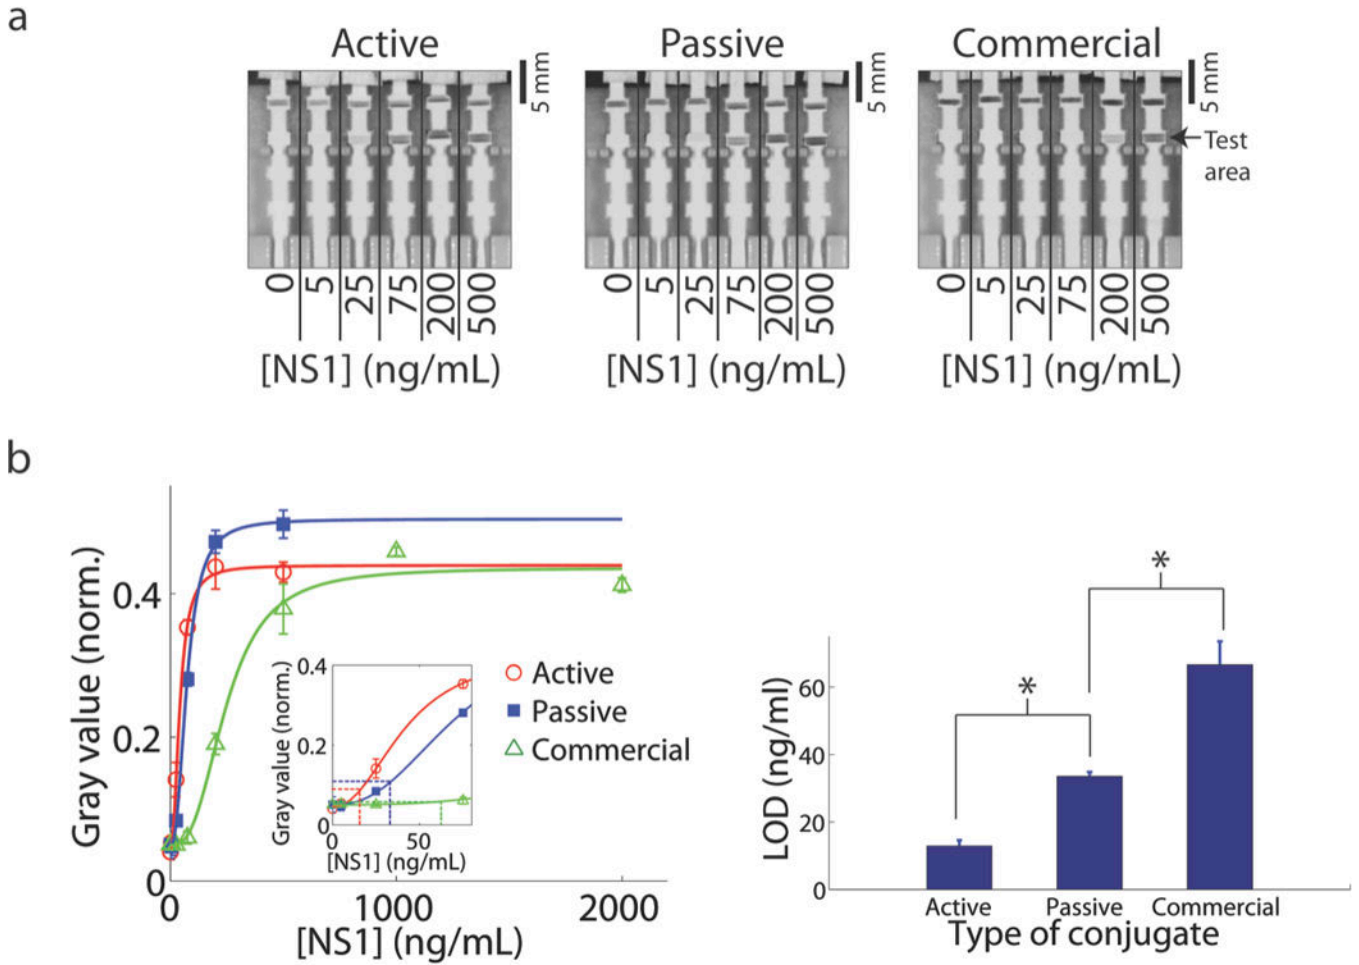 a
Active
Passive
Commercial
5 mm
5 mm
5 mm
Test
area
0 5 25 75 200 500
0 5 25 75 200 500
0 5 25 75 200 500
[NS1] (ng/mL)
[NS1] (ng/mL)
[NS1] (ng/mL)
b
Gray value (norm.)
0.4
0.2
0
0
1000
2000
[NS1] (ng/mL)
Gray value (norm.)
0.4
0.2
0
0
50
[NS1] (ng/mL)
Active
Passive
Commercial
*
*
LOD (ng/ml)
60
40
20
0
Active
Passive
Commercial
Type of conjugate